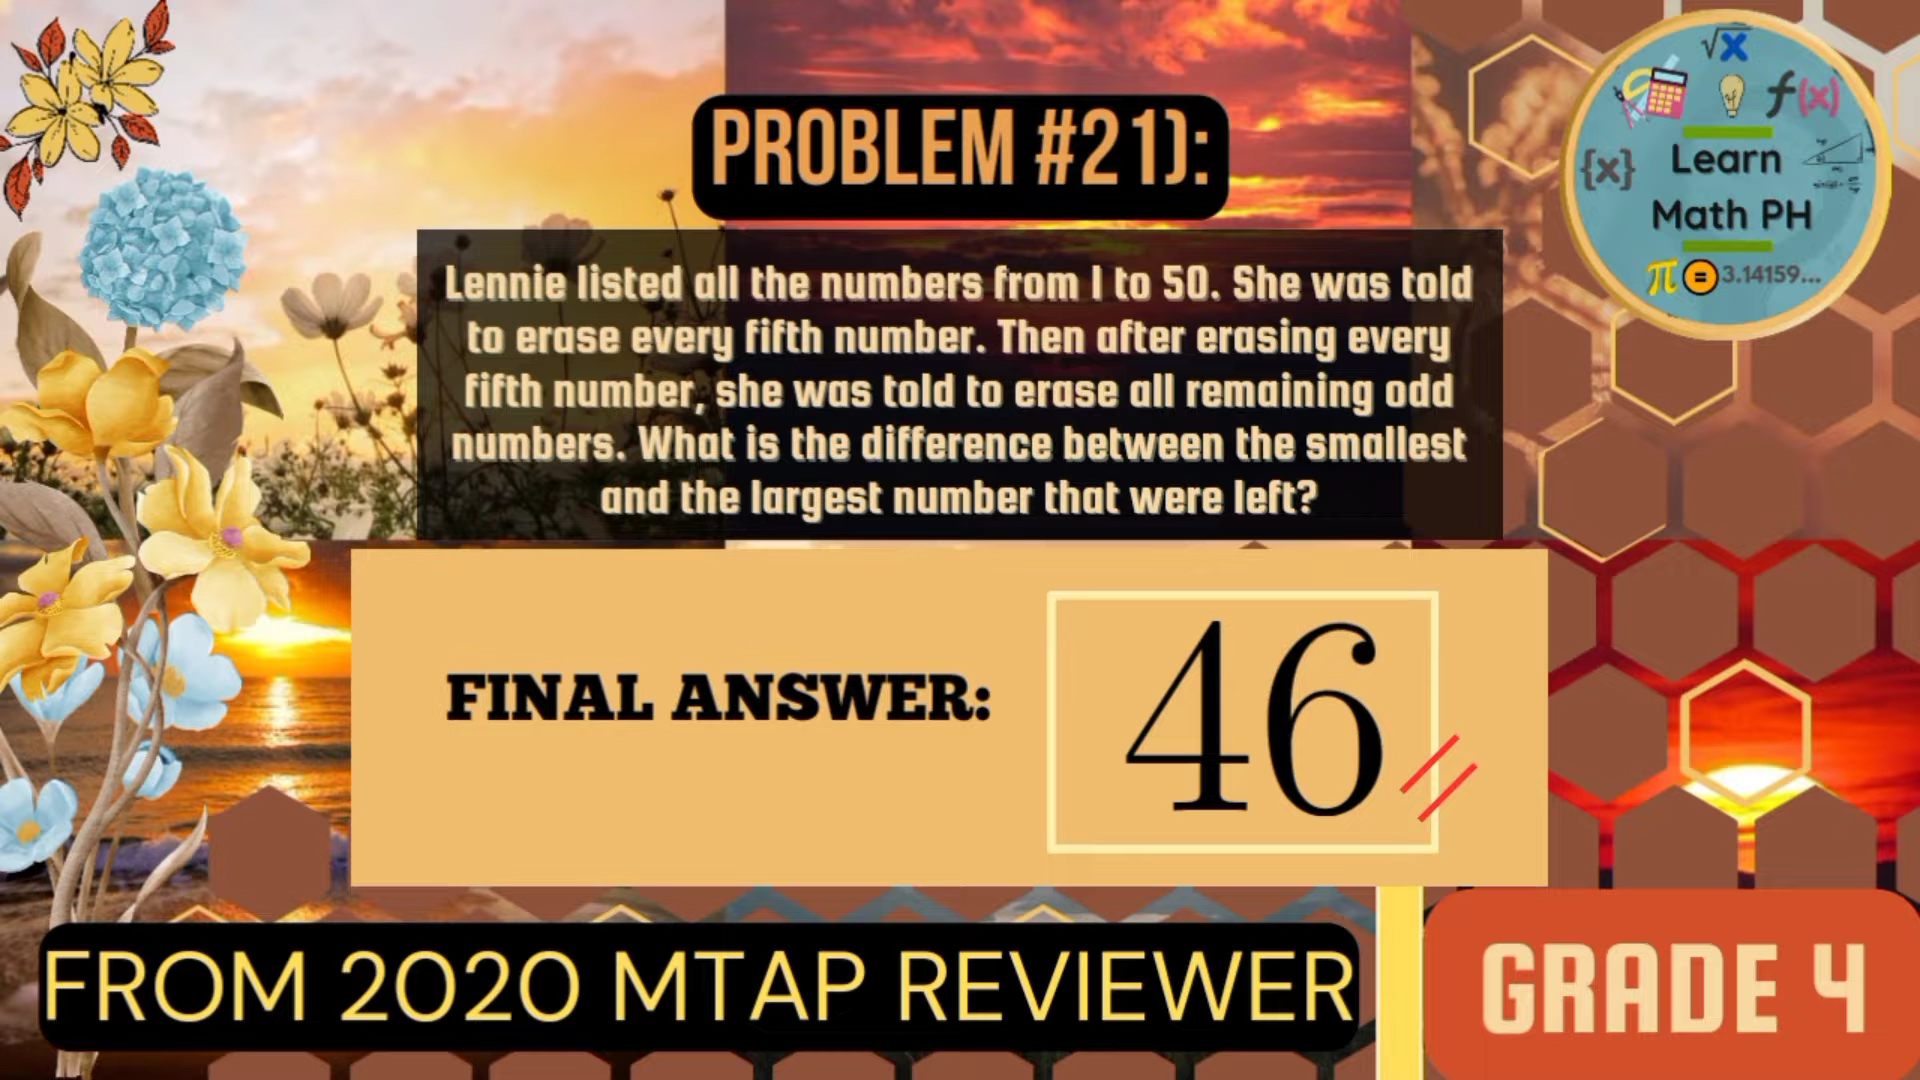 PROBLEM #21):
Lennie listed all the numbers from 1 to 50. She was told
to erase every fifth number. Then after erasing every
fifth number, she was told to erase all remaining odd
numbers. What is the difference between the smallest
and the largest number that were left?
FINAL ANSWER:
46
FROM 2020 MTAP REVIEWER
GRADE 4
√x
f(x)
{x}
Learn
Math PH
π = 3.14159...